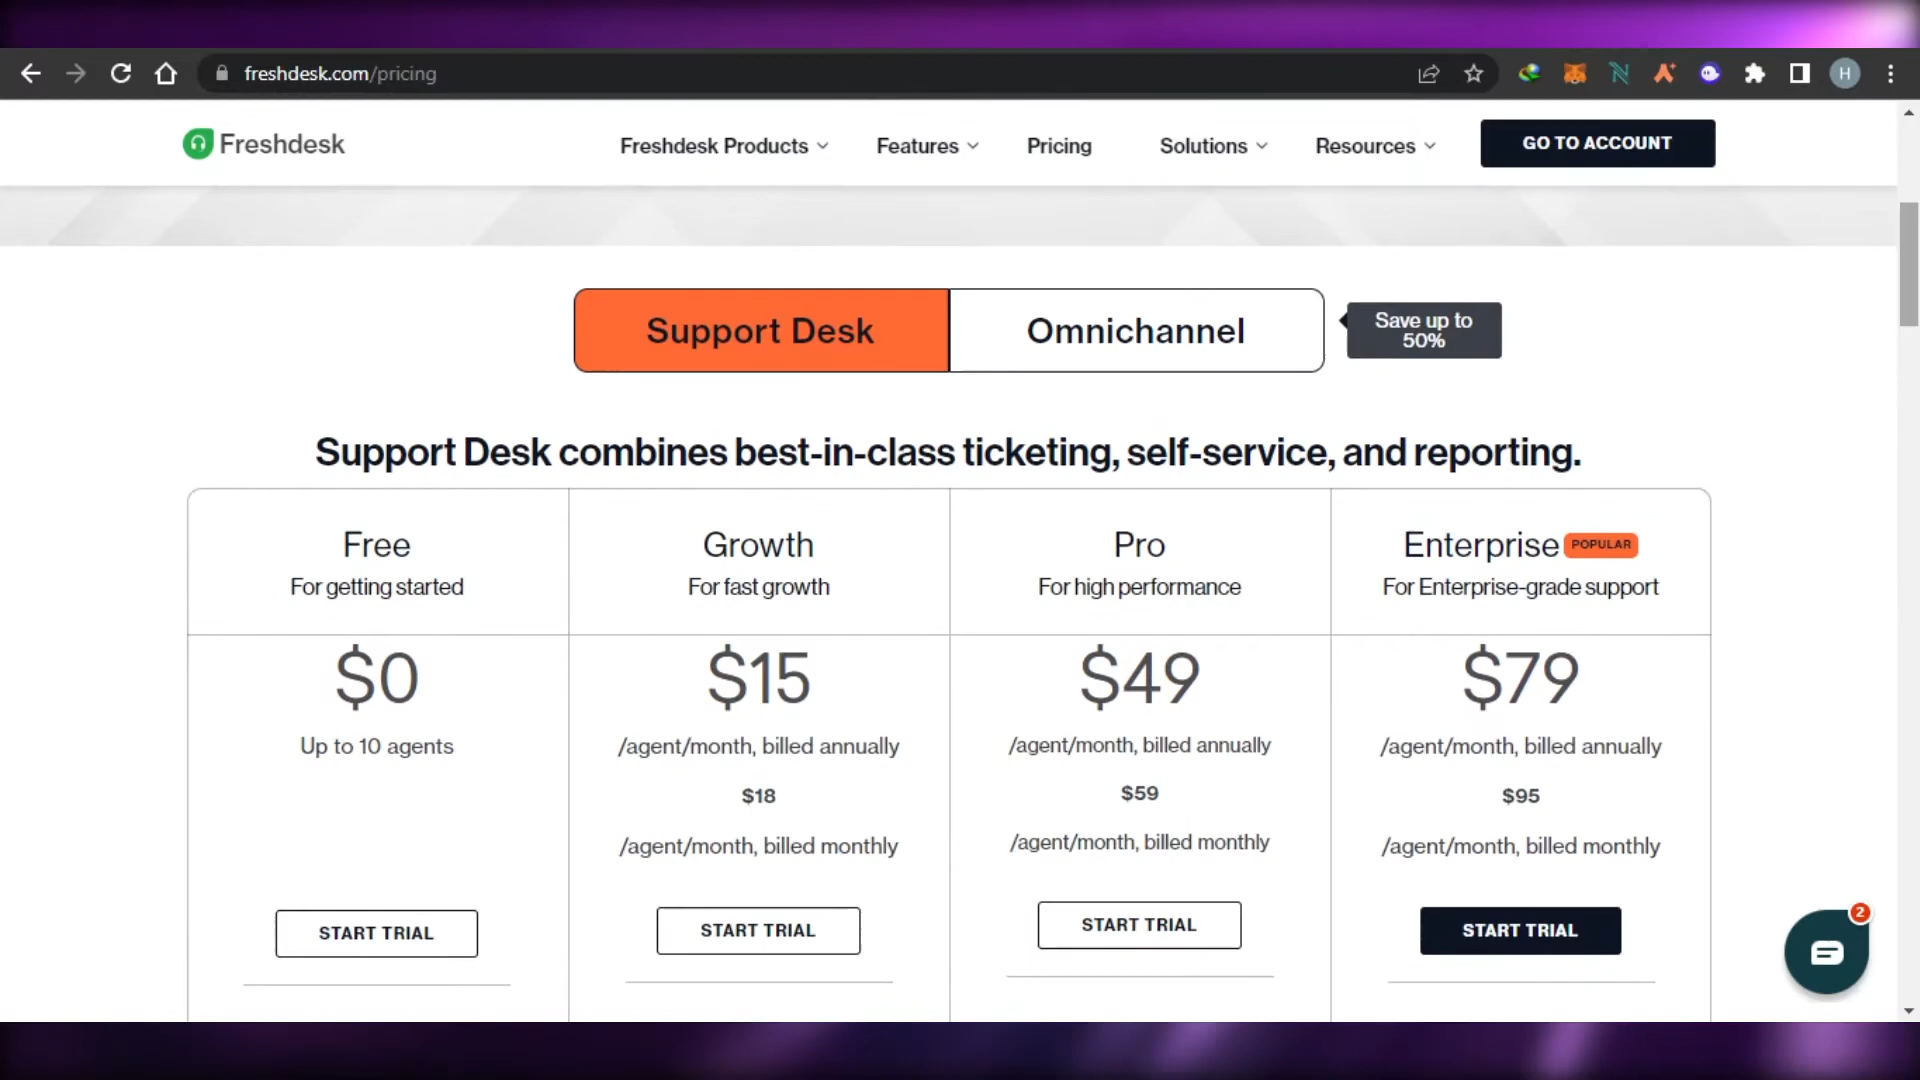 freshdesk.com/pricing
H
Freshdesk
Freshdesk Products
Features
Pricing
Solutions
Resources
GO TO ACCOUNT
Support Desk
Omnichannel
Save up to
50%
Support Desk combines best-in-class ticketing, self-service, and reporting.
Free
For getting started
Growth
For fast growth
Pro
For high performance
Enterprise POPULAR
For Enterprise-grade support
$0
Up to 10 agents
START TRIAL
$15
/agent/month, billed annually
$18
/agent/month, billed monthly
START TRIAL
$49
/agent/month, billed annually
$59
/agent/month, billed monthly
START TRIAL
$79
/agent/month, billed annually
$95
/agent/month, billed monthly
START TRIAL
2